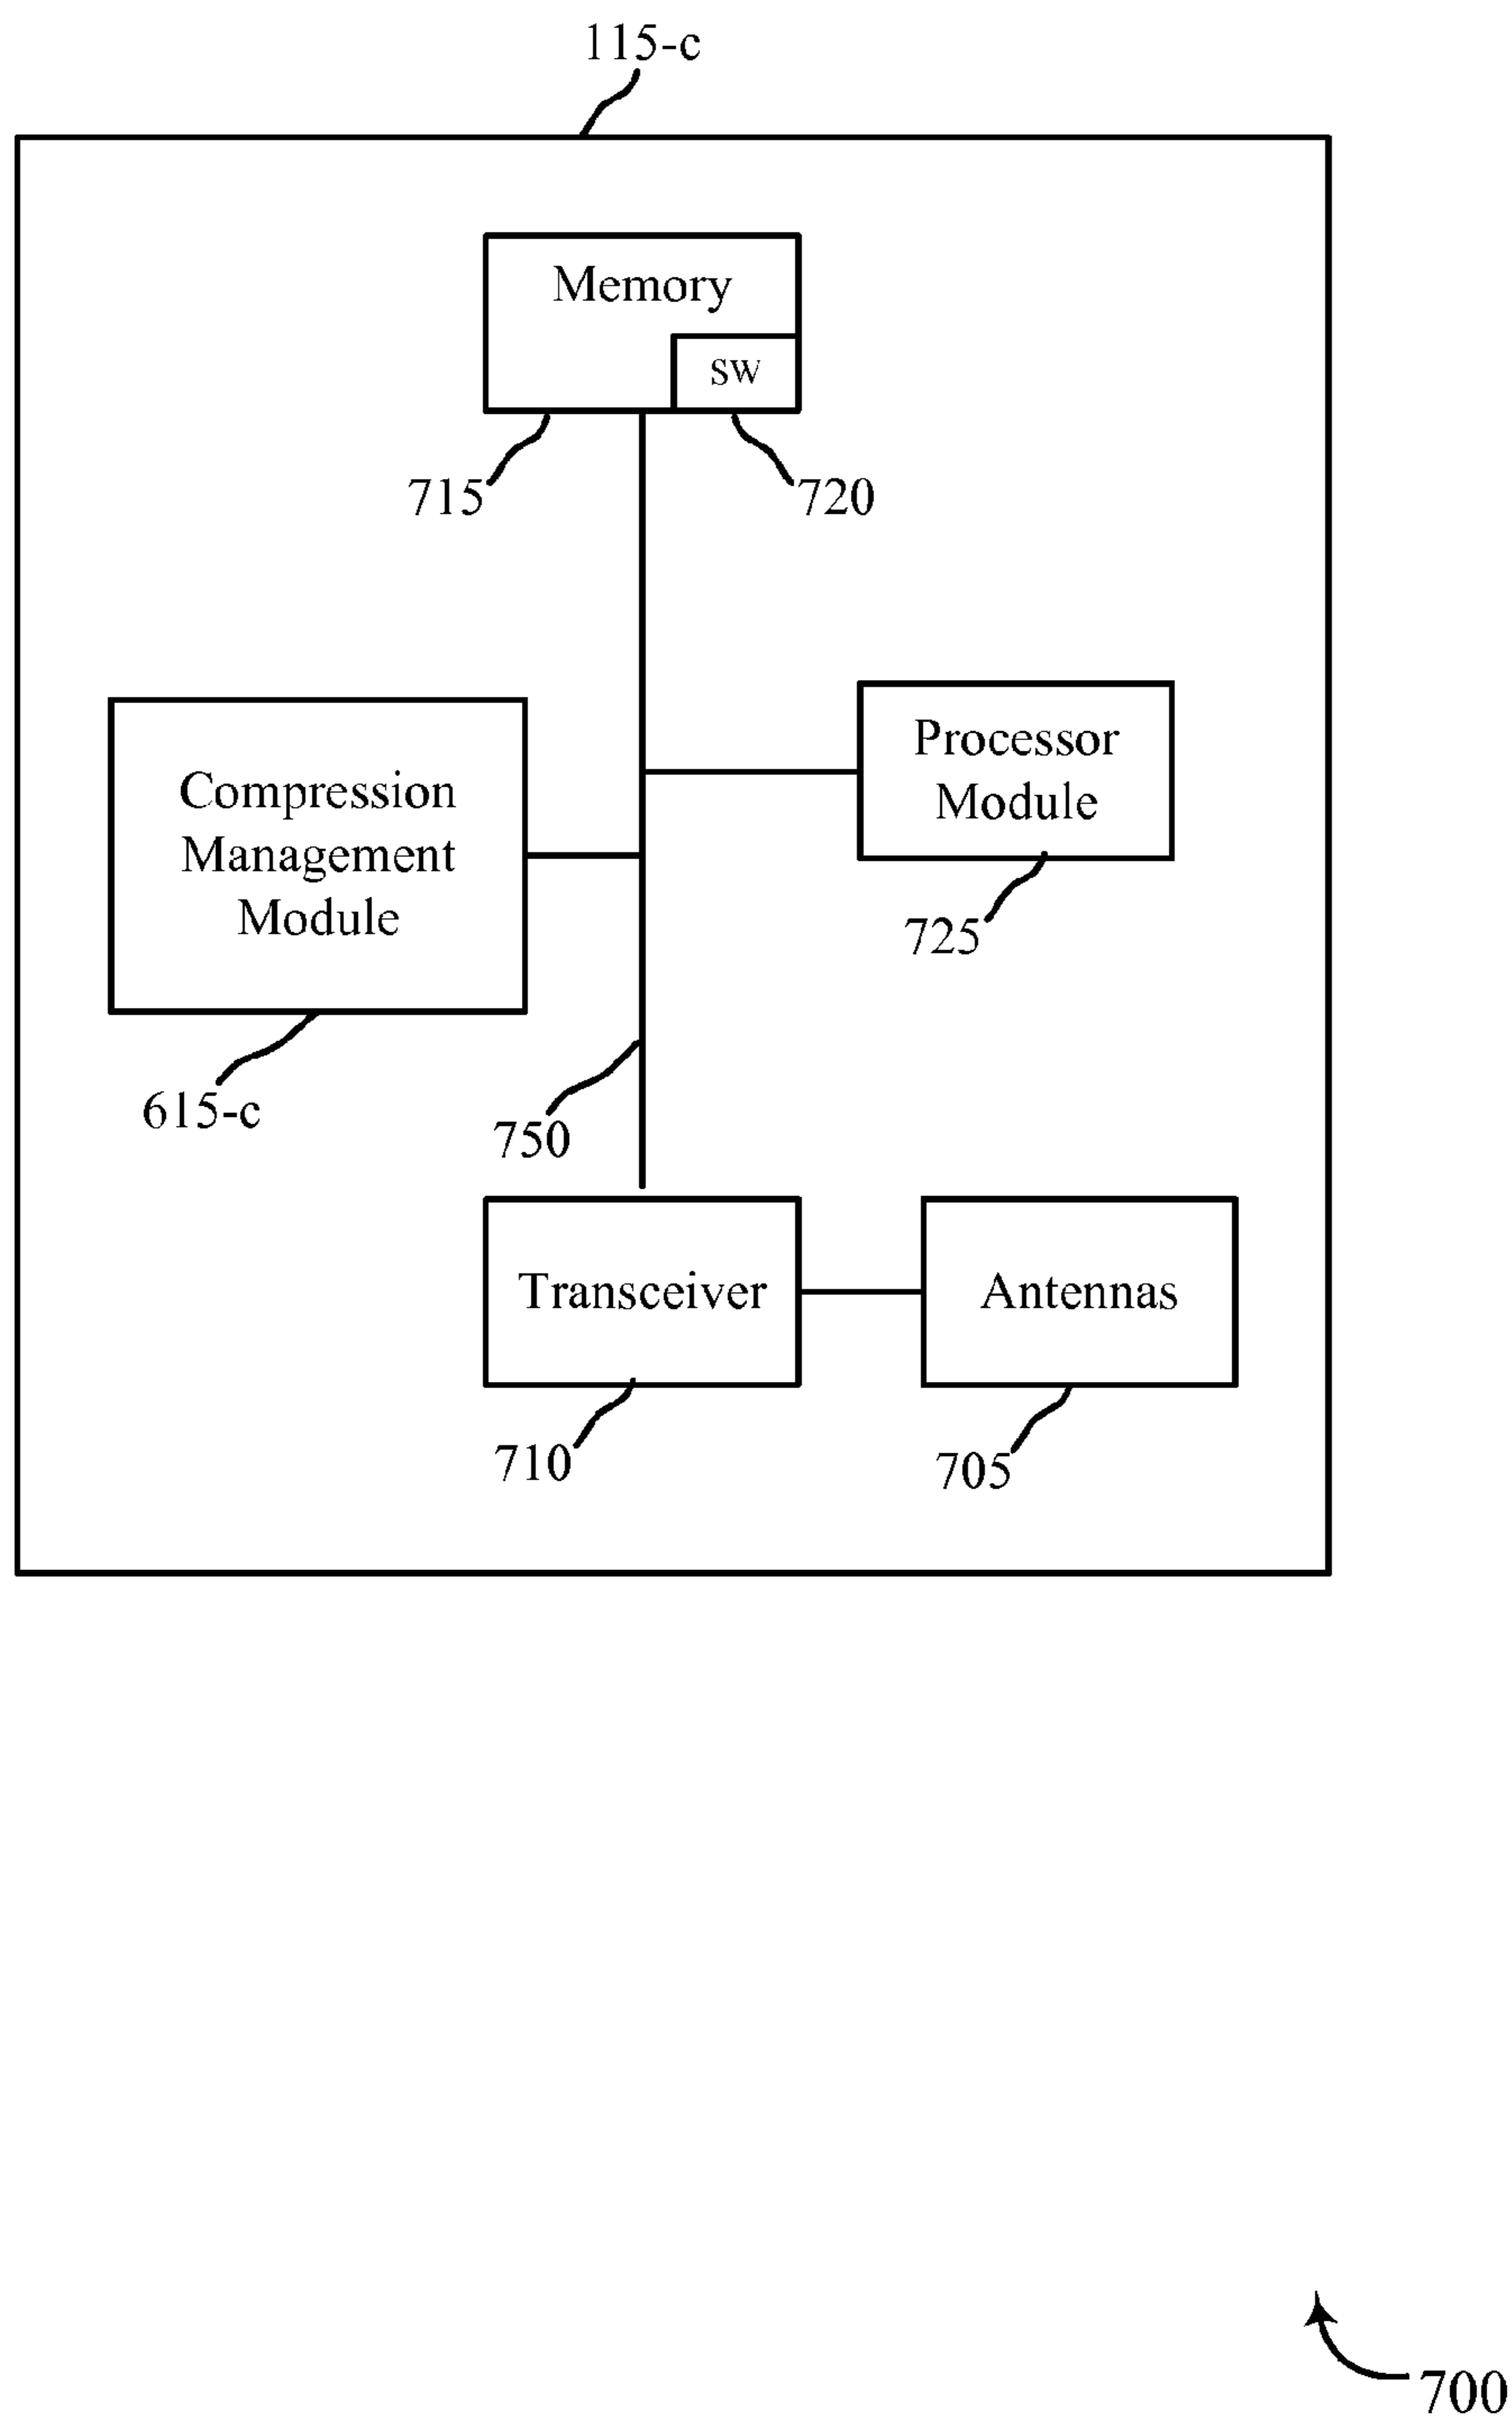 115-c
Memory
SW
715
720
Processor
Module
Compression
Management
Module
725
615-c
750
Transceiver
Antennas
710
705
700